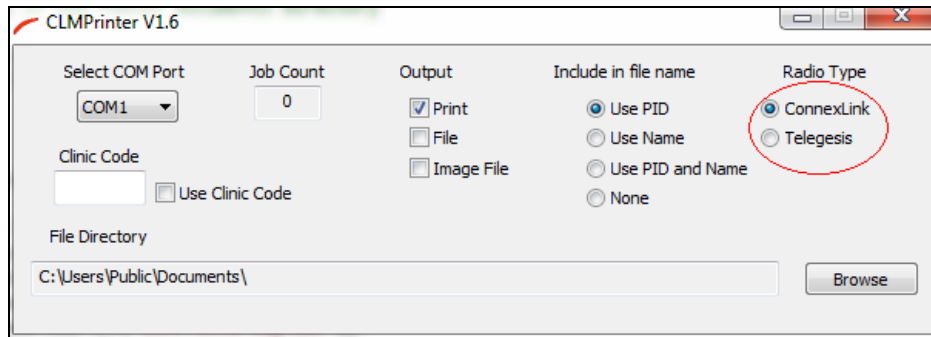 CLMPrinter V1.6
Select COM Port Job Count Output Include in file name Radio Type
COM1 0 Print Use PID ConnexLink
File Use Name Telegesis
Clinic Code Image File Use PID and Name
Use Clinic Code None
File Directory
C:\Users\Public\Documents\ Browse